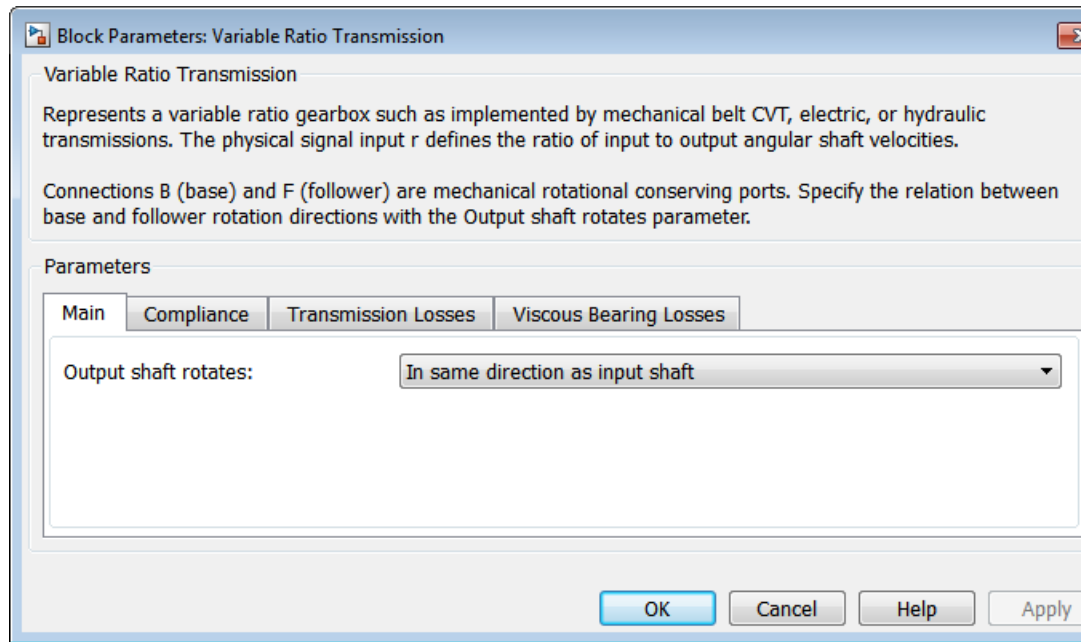 Block Parameters: Variable Ratio Transmission
Variable Ratio Transmission
Represents a variable ratio gearbox such as implemented by mechanical belt CVT, electric, or hydraulic
transmissions. The physical signal input r defines the ratio of input to output angular shaft velocities.
Connections B (base) and F (follower) are mechanical rotational conserving ports. Specify the relation between
base and follower rotation directions with the Output shaft rotates parameter.
Parameters
Main Compliance Transmission Losses Viscous Bearing Losses
Output shaft rotates: In same direction as input shaft
OK Cancel Help Apply